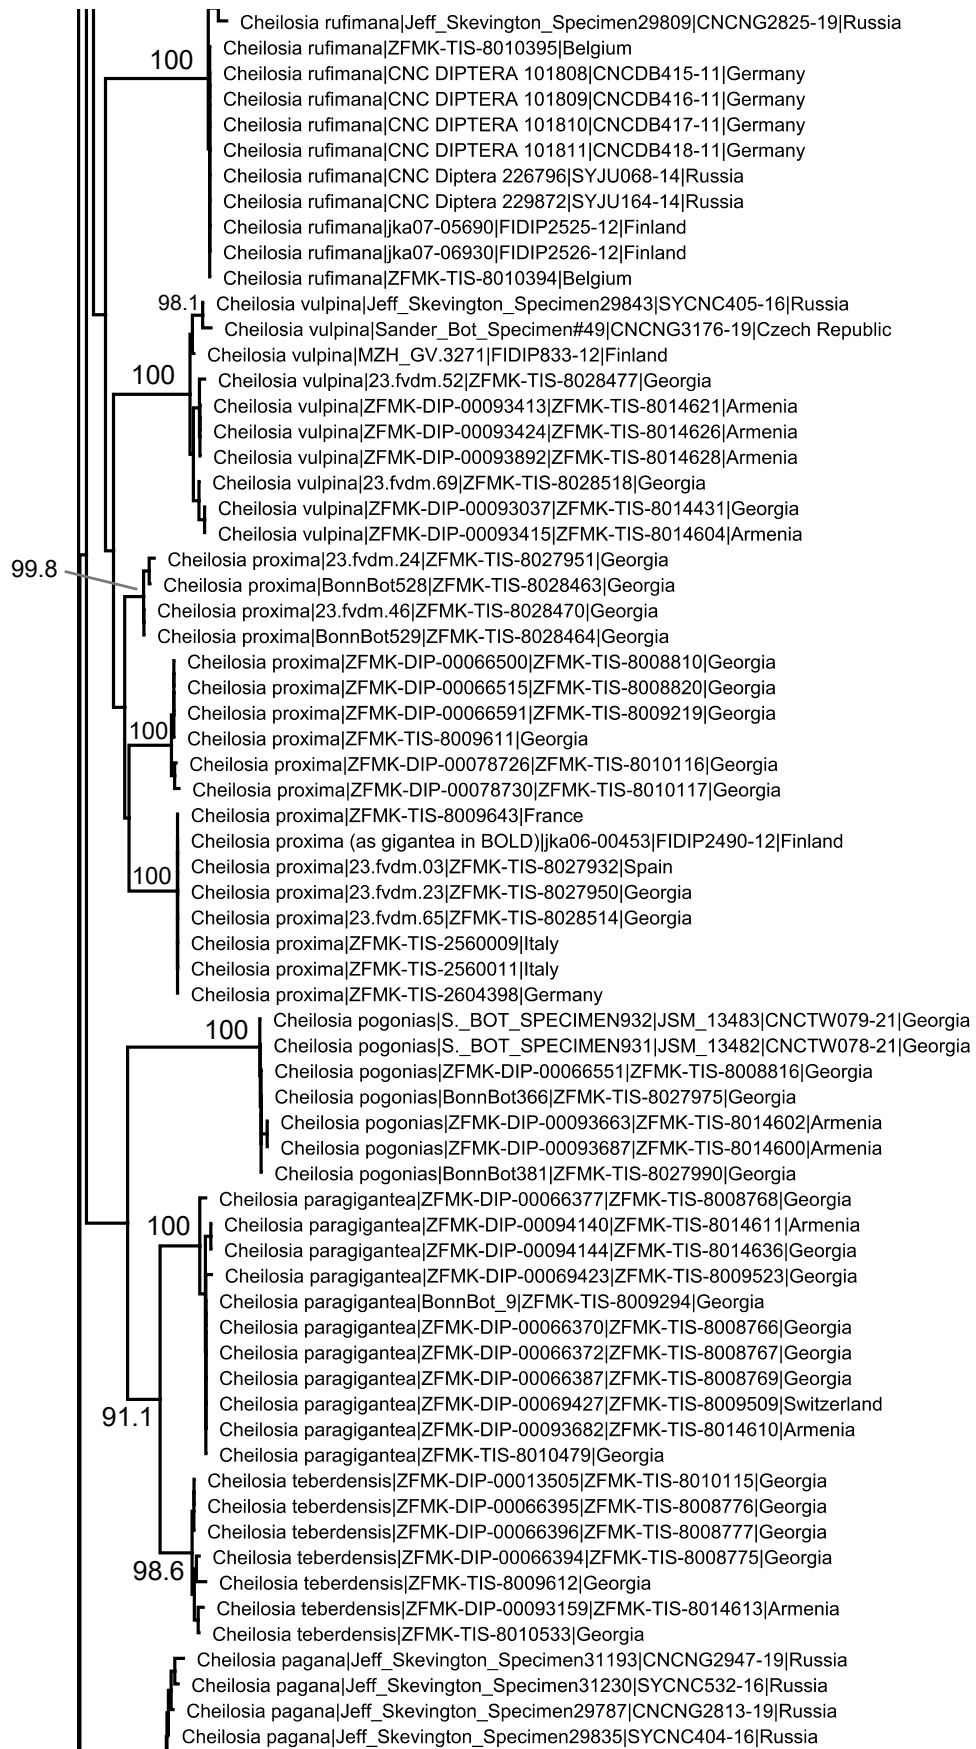 Cheilosia rufimana|Jeff_Skevington_Specimen29809|CNCNG2825-19|Russia
Cheilosia rufimana|ZFMK-TIS-8010395|Belgium
100
Cheilosia rufimana|CNC DIPTERA 101808|CNCDB415-11|Germany
Cheilosia rufimana|CNC DIPTERA 101809|CNCDB416-11|Germany
Cheilosia rufimana|CNC DIPTERA 101810|CNCDB417-11|Germany
Cheilosia rufimana|CNC DIPTERA 101811|CNCDB418-11|Germany
Cheilosia rufimana|CNC Diptera 226796|SYJU068-14|Russia
Cheilosia rufimana|CNC Diptera 229872|SYJU164-14|Russia
Cheilosia rufimana|jka07-05690|FIDIP2525-12|Finland
Cheilosia rufimana|jka07-06930|FIDIP2526-12|Finland
Cheilosia rufimana|ZFMK-TIS-8010394|Belgium
98.1
Cheilosia vulpina|Jeff_Skevington_Specimen29843|SYCNC405-16|Russia
Cheilosia vulpina|Sander_Bot_Specimen#49|CNCNG3176-19|Czech Republic
Cheilosia vulpina|MZH_GV.3271|FIDIP833-12|Finland
100
Cheilosia vulpina|23.fvdm.52|ZFMK-TIS-8028477|Georgia
Cheilosia vulpina|ZFMK-DIP-00093413|ZFMK-TIS-8014621|Armenia
Cheilosia vulpina|ZFMK-DIP-00093424|ZFMK-TIS-8014626|Armenia
Cheilosia vulpina|ZFMK-DIP-00093892|ZFMK-TIS-8014628|Armenia
Cheilosia vulpina|23.fvdm.69|ZFMK-TIS-8028518|Georgia
Cheilosia vulpina|ZFMK-DIP-00093037|ZFMK-TIS-8014431|Georgia
Cheilosia vulpina|ZFMK-DIP-00093415|ZFMK-TIS-8014604|Armenia
Cheilosia proxima|23.fvdm.24|ZFMK-TIS-8027951|Georgia
99.8
Cheilosia proxima|BonnBot528|ZFMK-TIS-8028463|Georgia
Cheilosia proxima|23.fvdm.46|ZFMK-TIS-8028470|Georgia
Cheilosia proxima|BonnBot529|ZFMK-TIS-8028464|Georgia
Cheilosia proxima|ZFMK-DIP-00066500|ZFMK-TIS-8008810|Georgia
Cheilosia proxima|ZFMK-DIP-00066515|ZFMK-TIS-8008820|Georgia
Cheilosia proxima|ZFMK-DIP-00066591|ZFMK-TIS-8009219|Georgia
100
Cheilosia proxima|ZFMK-TIS-8009611|Georgia
Cheilosia proxima|ZFMK-DIP-00078726|ZFMK-TIS-8010116|Georgia
Cheilosia proxima|ZFMK-DIP-00078730|ZFMK-TIS-8010117|Georgia
Cheilosia proxima|ZFMK-TIS-8009643|France
Cheilosia proxima (as gigantea in BOLD)|jka06-00453|FIDIP2490-12|Finland
Cheilosia proxima|23.fvdm.03|ZFMK-TIS-8027932|Spain
100
Cheilosia proxima|23.fvdm.23|ZFMK-TIS-8027950|Georgia
Cheilosia proxima|23.fvdm.65|ZFMK-TIS-8028514|Georgia
Cheilosia proxima|ZFMK-TIS-2560009|Italy
Cheilosia proxima|ZFMK-TIS-2560011|Italy
Cheilosia proxima|ZFMK-TIS-2604398|Germany
Cheilosia pogonias|S._BOT_SPECIMEN932|JSM_13483|CNCTW079-21|Georgia
100
Cheilosia pogonias|S._BOT_SPECIMEN931|JSM_13482|CNCTW078-21|Georgia
Cheilosia pogonias|ZFMK-DIP-00066551|ZFMK-TIS-8008816|Georgia
Cheilosia pogonias|BonnBot366|ZFMK-TIS-8027975|Georgia
Cheilosia pogonias|ZFMK-DIP-00093663|ZFMK-TIS-8014602|Armenia
Cheilosia pogonias|ZFMK-DIP-00093687|ZFMK-TIS-8014600|Armenia
Cheilosia pogonias|BonnBot381|ZFMK-TIS-8027990|Georgia
Cheilosia paragigantea|ZFMK-DIP-00066377|ZFMK-TIS-8008768|Georgia
100
Cheilosia paragigantea|ZFMK-DIP-00094140|ZFMK-TIS-8014611|Armenia
Cheilosia paragigantea|ZFMK-DIP-00094144|ZFMK-TIS-8014636|Georgia
Cheilosia paragigantea|ZFMK-DIP-00069423|ZFMK-TIS-8009523|Georgia
Cheilosia paragigantea|BonnBot_9|ZFMK-TIS-8009294|Georgia
Cheilosia paragigantea|ZFMK-DIP-00066370|ZFMK-TIS-8008766|Georgia
Cheilosia paragigantea|ZFMK-DIP-00066372|ZFMK-TIS-8008767|Georgia
Cheilosia paragigantea|ZFMK-DIP-00066387|ZFMK-TIS-8008769|Georgia
Cheilosia paragigantea|ZFMK-DIP-00069427|ZFMK-TIS-8009509|Switzerland
91.1
Cheilosia paragigantea|ZFMK-DIP-00093682|ZFMK-TIS-8014610|Armenia
Cheilosia paragigantea|ZFMK-TIS-8010479|Georgia
Cheilosia teberdensis|ZFMK-DIP-00013505|ZFMK-TIS-8010115|Georgia
Cheilosia teberdensis|ZFMK-DIP-00066395|ZFMK-TIS-8008776|Georgia
Cheilosia teberdensis|ZFMK-DIP-00066396|ZFMK-TIS-8008777|Georgia
Cheilosia teberdensis|ZFMK-DIP-00066394|ZFMK-TIS-8008775|Georgia
98.6
Cheilosia teberdensis|ZFMK-TIS-8009612|Georgia
Cheilosia teberdensis|ZFMK-DIP-00093159|ZFMK-TIS-8014613|Armenia
Cheilosia teberdensis|ZFMK-TIS-8010533|Georgia
Cheilosia pagana|Jeff_Skevington_Specimen31193|CNCNG2947-19|Russia
Cheilosia pagana|Jeff_Skevington_Specimen31230|SYCNC532-16|Russia
Cheilosia pagana|Jeff_Skevington_Specimen29787|CNCNG2813-19|Russia
Cheilosia pagana|Jeff_Skevington_Specimen29835|SYCNC404-16|Russia